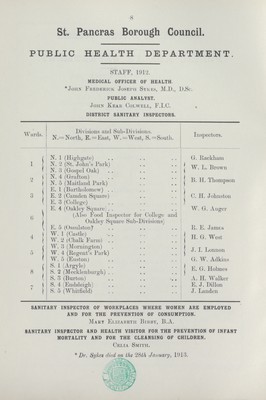 6
St. Pancras Borough Council.
PUBLIC HEALTH DEPARTMENT.
STAFF, 1912.
MEDICAL OFFICER OF HEALTH.
*JOHN FREDERICK JOSEPH SYKES, M.D., D.Sc.
PUBLIC ANALYST.
JOHN KEAR COLWELL, F.I.C.
DISTRICT SANITARY INSPECTORS.
Wards. Divisions and Sub-Divisions. Inspectors.
N.=North, E.=East, W.=West, S.=South.
1 N. 1 (Highgate) G. Rackham
N. 2 (St. John's Park) W. L. Brown
N. 3 (Gospel Oak)
2 N. 4 (Grafton) B. H. Thompson
N. 5 (Maitland Park)
E. 1 (Bartholomew)
3 E. 2 (Camden Square) C. H. Johnston
E. 3 (College)
E. 4 (Oakley Square) W. G. Auger
6 (Also Food Inspector for College and
Oakley Square Sub-Divisions)
E. 5 (Ossulston) R. E. James
4 W. 1 (Castle) H. G. West
W. 2 (Chalk Farm)
W. 3 (Mornington) J. I. Lannon
5 W. 4 (Regent's Park)
W. 5 (Euston) G. W. Adkins
8 S. 1 (Argyle) E. G. Holmes
S. 2 (Mecklenburgh)
S. 3 (Burton) A. H. Walker
7 S. 4 (Endsleigh) E. J. Dillon
S. 5 (Whitfield) J. Landen
SANITARY INSPECTOR OF WORKPLACES WHERE WOMEN ARE EMPLOYED
AND FOR THE PREVENTION OF CONSUMPTION.
MARY ELIZABETH BIBBY, B.A.
SANITARY INSPECTOR AND HEALTH VISITOR FOR THE PREVENTION OF INFANT
MORTALITY AND FOR THE CLEANSING OF CHILDREN.
CELIA SMITH.
* Dr. Sykes died on the 28th January, 1913.